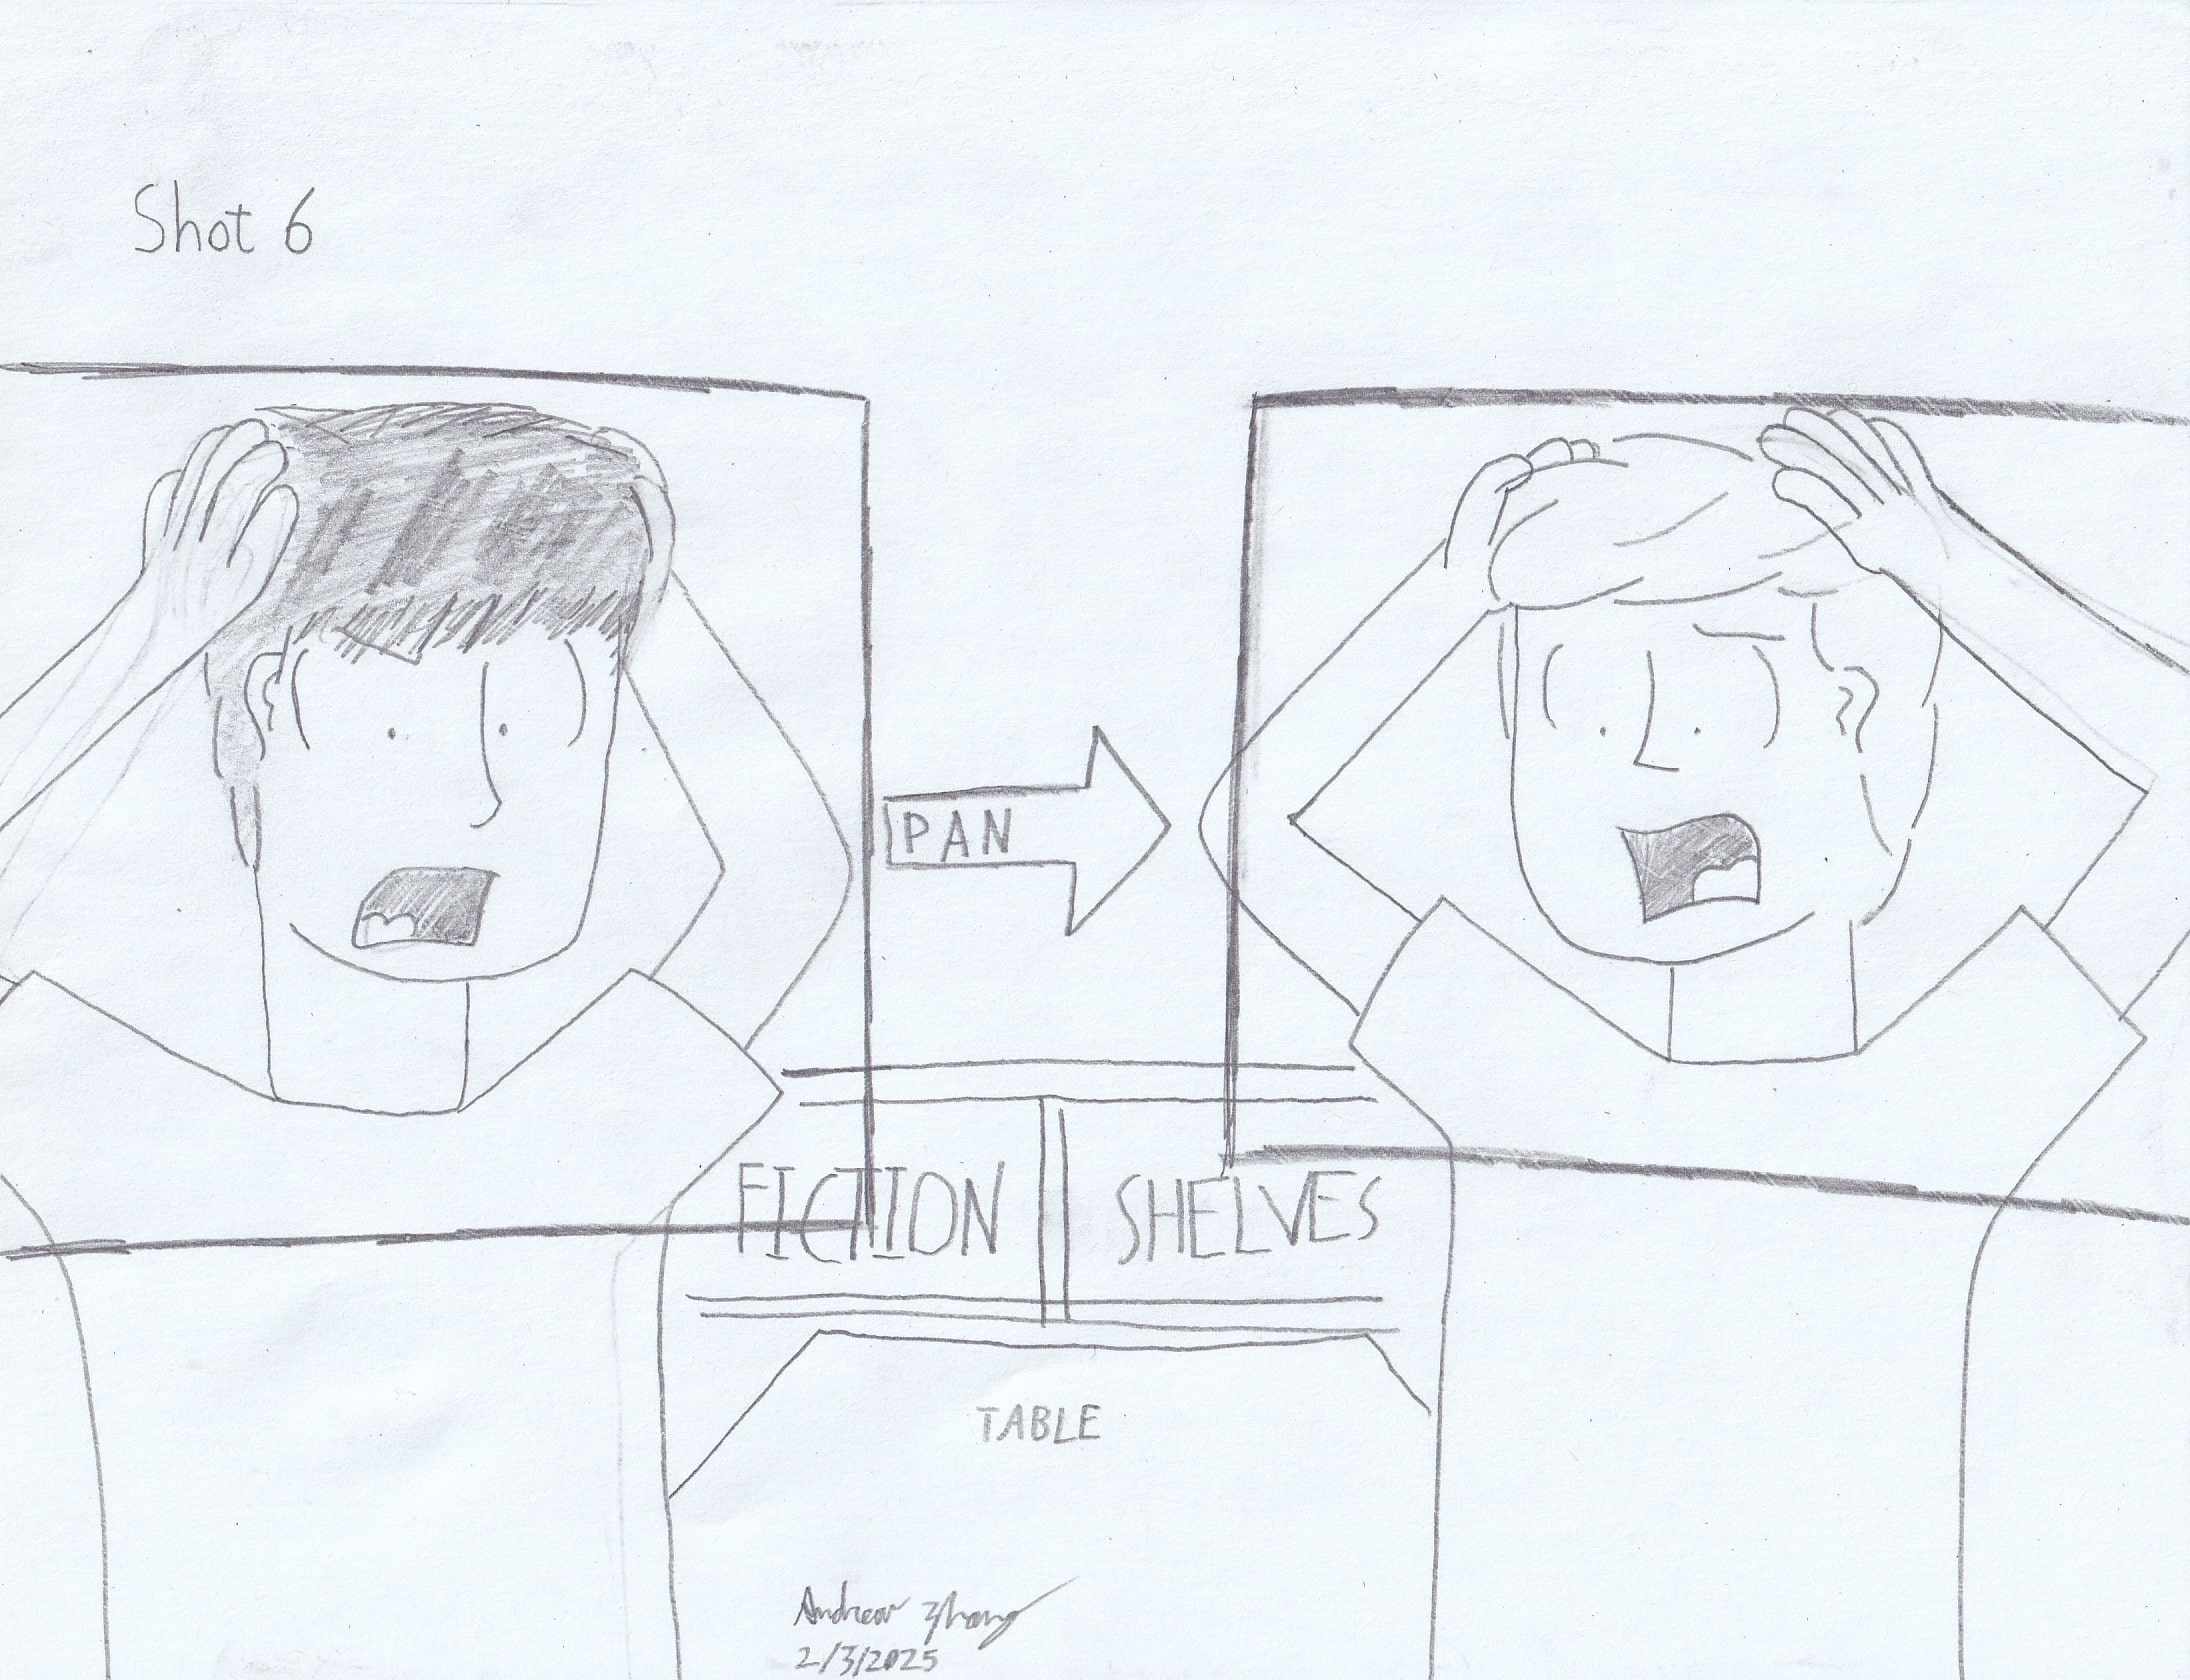 Shot 6
PAN
FICTION SHELVES
TABLE
Andrew Zhang
2/3/2025